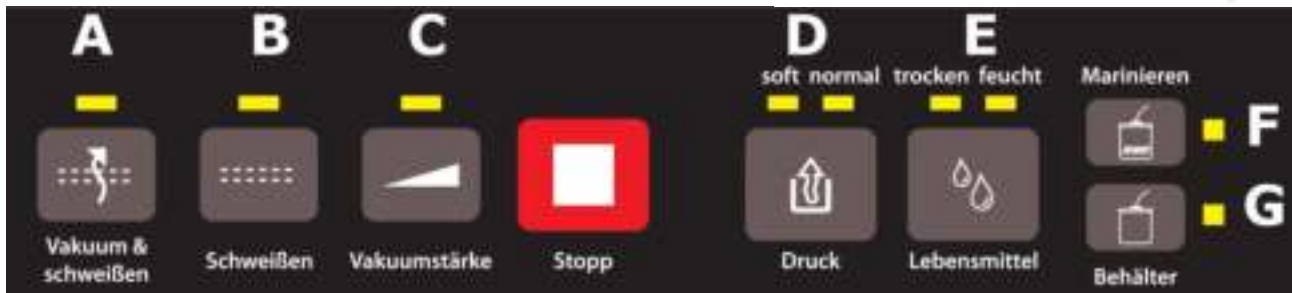 A B C D E
soft normal trocken feucht Marinieren
F
G
Vakuum &
schweißen
Schweißen Vakuumstärke Stopp Druck Lebensmittel
Behälter